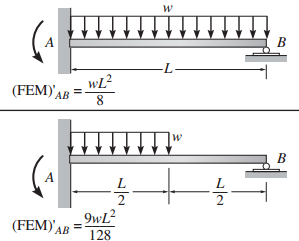 w
A B
L
(FEM)'AB = wL²/8
w
A B
L/2 L/2
(FEM)'AB = 9wL²/128